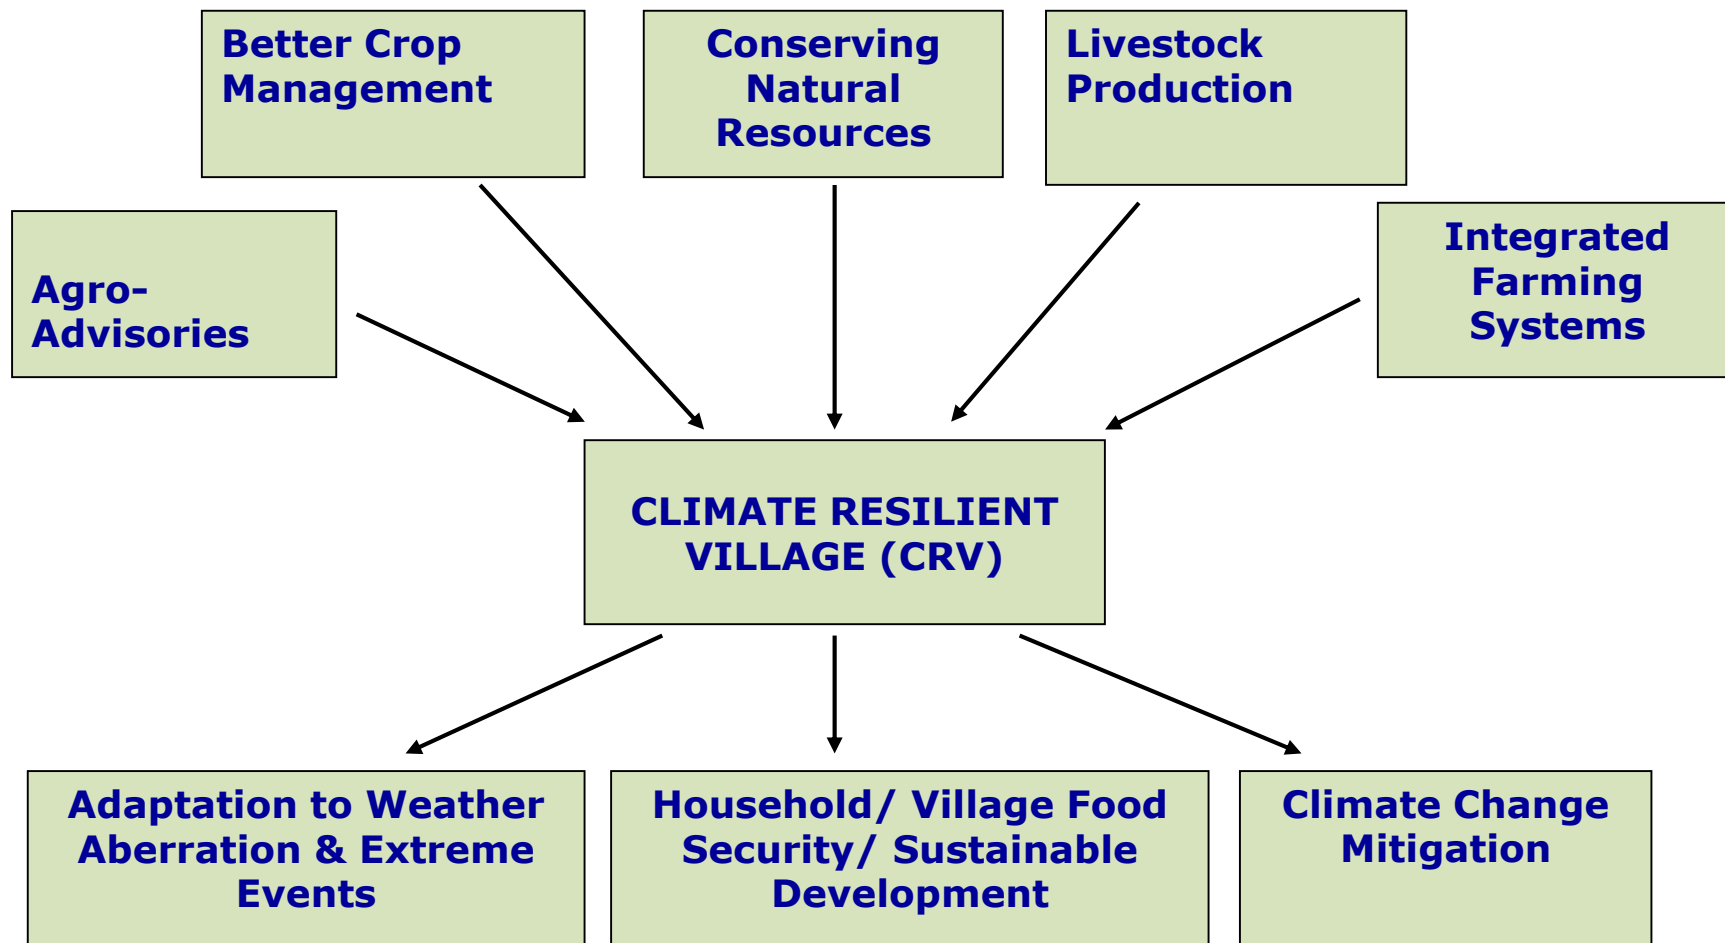 Better Crop
Management
Conserving
Natural
Resources
Livestock
Production
Agro-
Advisories
Integrated
Farming
Systems
CLIMATE RESILIENT
VILLAGE (CRV)
Adaptation to Weather
Aberration & Extreme
Events
Household/ Village Food
Security/ Sustainable
Development
Climate Change
Mitigation